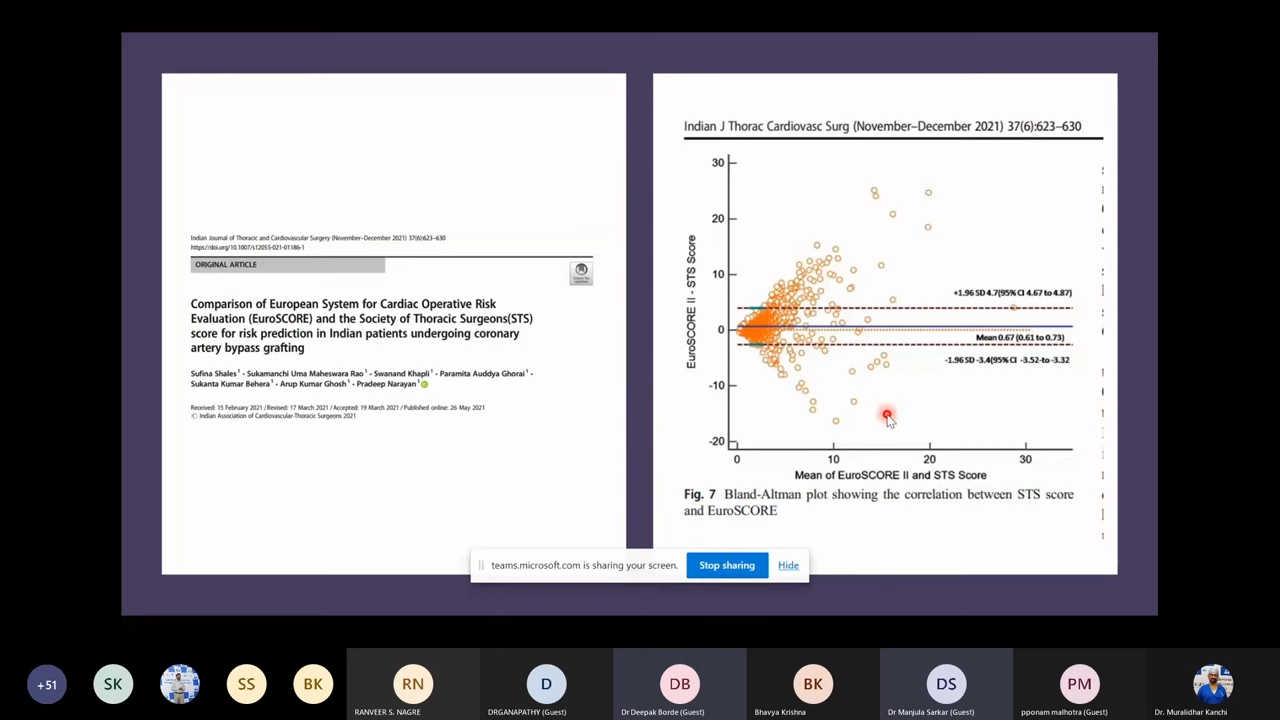 Indian Journal of Thoracic and Cardiovascular Surgery (November–December 2021) 37(6):623–630
https://doi.org/10.1007/s12055-021-01186-1
ORIGINAL ARTICLE
Comparison of European System for Cardiac Operative Risk
Evaluation (EuroSCORE) and the Society of Thoracic Surgeons(STS)
score for risk prediction in Indian patients undergoing coronary
artery bypass grafting
Sufina Shales 1 · Sukamanchi Uma Maheswara Rao 1 · Swanand Khapli 1 · Paramita Auddya Ghorai 1 ·
Sukanta Kumar Behera 1 · Arup Kumar Ghosh 1 · Pradeep Narayan 1
Received: 15 February 2021 / Revised: 17 March 2021 / Accepted: 19 March 2021 / Published online: 26 May 2021
© Indian Association of Cardiovascular-Thoracic Surgeons 2021
Indian J Thorac Cardiovasc Surg (November–December 2021) 37(6):623–630
30
20
10
0
-10
-20
EuroSCORE II - STS Score
+1.96 SD 4.7(95% CI 4.67 to 4.87)
Mean 0.67 (0.61 to 0.73)
-1.96 SD -3.4(95% CI -3.52-to -3.32
0 10 20 30
Mean of EuroSCORE II and STS Score
Fig. 7 Bland-Altman plot showing the correlation between STS score
and EuroSCORE
teams.microsoft.com is sharing your screen. Stop sharing Hide
+51 SK SS BK RN D DB BK DS PM
RANVEER S. NAGRE DRGANAPATHY (Guest) Dr Deepak Borde (Guest) Bhavya Krishna Dr Manjula Sarkar (Guest) pponam malhotra (Guest) Dr. Muralidhar Kanchi